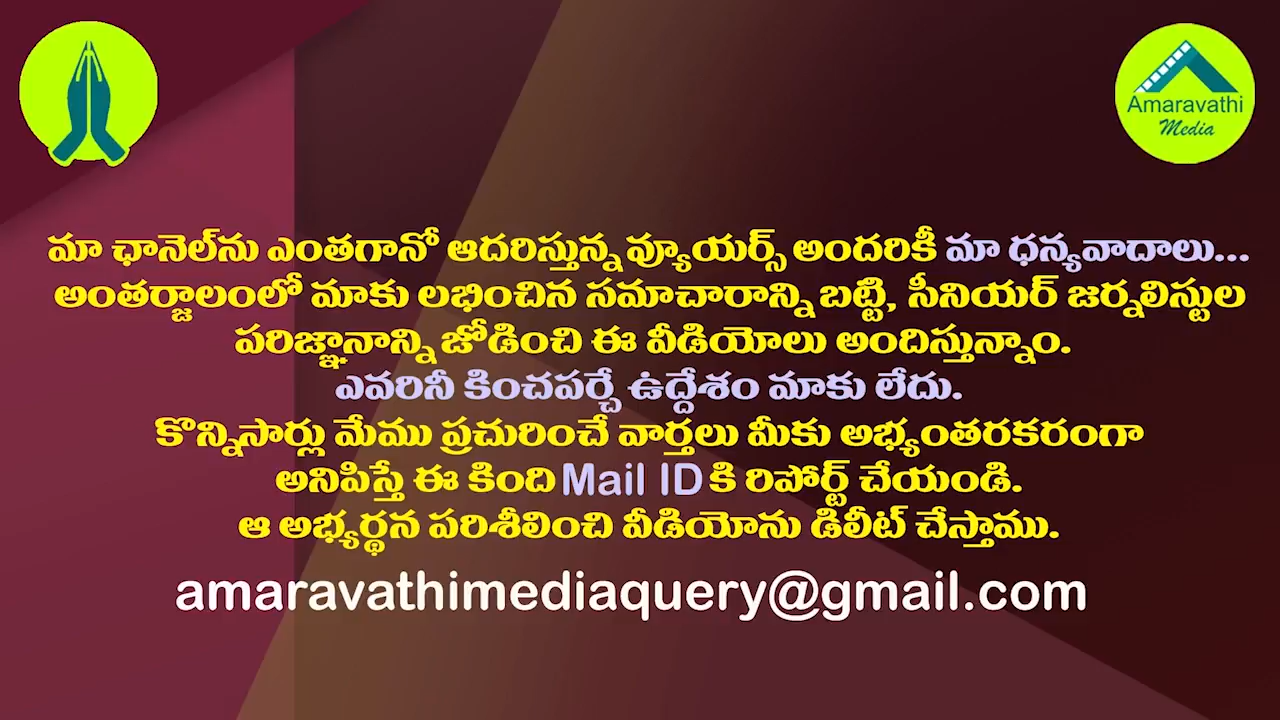 Amaravathi
Media
మా ఛానెల్‌ను ఎంతగానో ఆదరిస్తున్న వ్యూయర్స్ అందరికీ మా ధన్యవాదాలు...
అంతర్జాలంలో మాకు లభించిన సమాచారాన్ని బట్టి, సీనియర్ జర్నలిస్టుల
పరిజ్ఞానాన్ని జోడించి ఈ వీడియోలు అందిస్తున్నాం.
ఎవరినీ కించపర్చే ఉద్దేశం మాకు లేదు.
కొన్నిసార్లు మేము ప్రచురించే వార్తలు మీకు అభ్యంతరకరంగా
అనిపిస్తే ఈ కింది Mail ID కి రిపోర్ట్ చేయండి.
ఆ అభ్యర్థన పరిశీలించి వీడియోను డిలీట్ చేస్తాము.
amaravathimediaquery@gmail.com